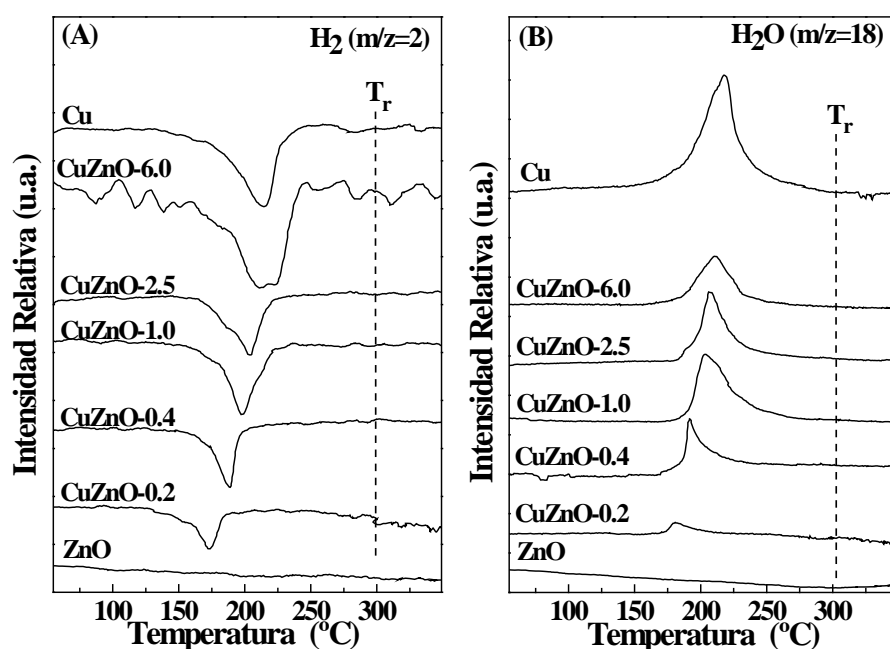 (A)
H2 (m/z=2)
Tr
Cu
CuZnO-6.0
CuZnO-2.5
CuZnO-1.0
CuZnO-0.4
CuZnO-0.2
ZnO
100 150 200 250 300
Temperatura (ºC)
Intensidad Relativa (u.a.)
(B)
H2O (m/z=18)
Tr
Cu
CuZnO-6.0
CuZnO-2.5
CuZnO-1.0
CuZnO-0.4
CuZnO-0.2
ZnO
100 150 200 250 300
Temperatura (ºC)
Intensidad Relativa (u.a.)